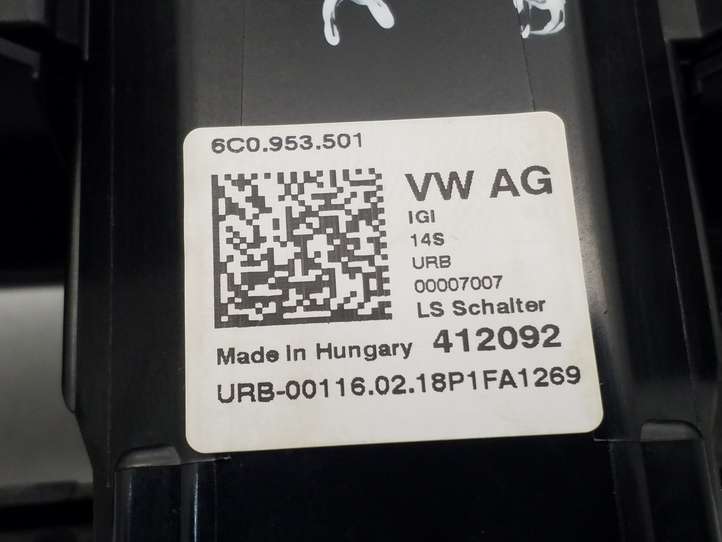 6C0.953.501
VW AG
IGI
14S
URB
00007007
LS Schalter
Made In Hungary 412092
URB-00116.02.18P1FA1269